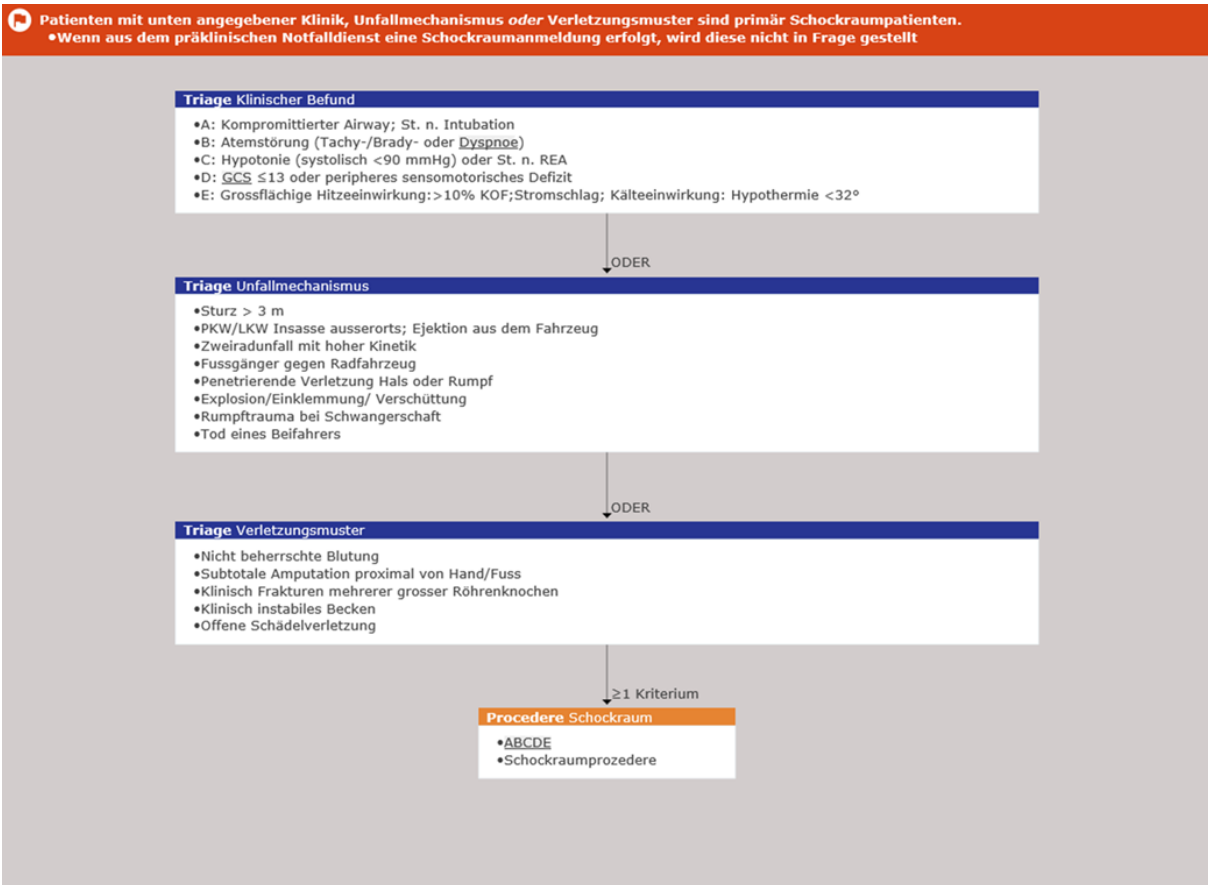 Patienten mit unten angegebener Klinik, Unfallmechanismus oder Verletzungsmuster sind primär Schockraumpatienten.
•Wenn aus dem präklinischen Notfalldienst eine Schockraumanmeldung erfolgt, wird diese nicht in Frage gestellt
Triage Klinischer Befund
•A: Kompromittierter Airway; St. n. Intubation
•B: Atemstörung (Tachy-/Brady- oder Dyspnoe)
•C: Hypotonie (systolisch <90 mmHg) oder St. n. REA
•D: GCS ≤13 oder peripheres sensomotorisches Defizit
•E: Grossflächige Hitzeeinwirkung:>10% KOF;Stromschlag; Kälteeinwirkung: Hypothermie <32°
ODER
Triage Unfallmechanismus
•Sturz > 3 m
•PKW/LKW Insasse ausserorts; Ejektion aus dem Fahrzeug
•Zweiradunfall mit hoher Kinetik
•Fussgänger gegen Radfahrzeug
•Penetrierende Verletzung Hals oder Rumpf
•Explosion/Einklemmung/ Verschüttung
•Rumpftrauma bei Schwangerschaft
•Tod eines Beifahrers
ODER
Triage Verletzungsmuster
•Nicht beherrschte Blutung
•Subtotale Amputation proximal von Hand/Fuss
•Klinisch Frakturen mehrerer grosser Röhrenknochen
•Klinisch instabiles Becken
•Offene Schädelverletzung
≥1 Kriterium
Procedere Schockraum
•ABCDE
•Schockraumprozedere